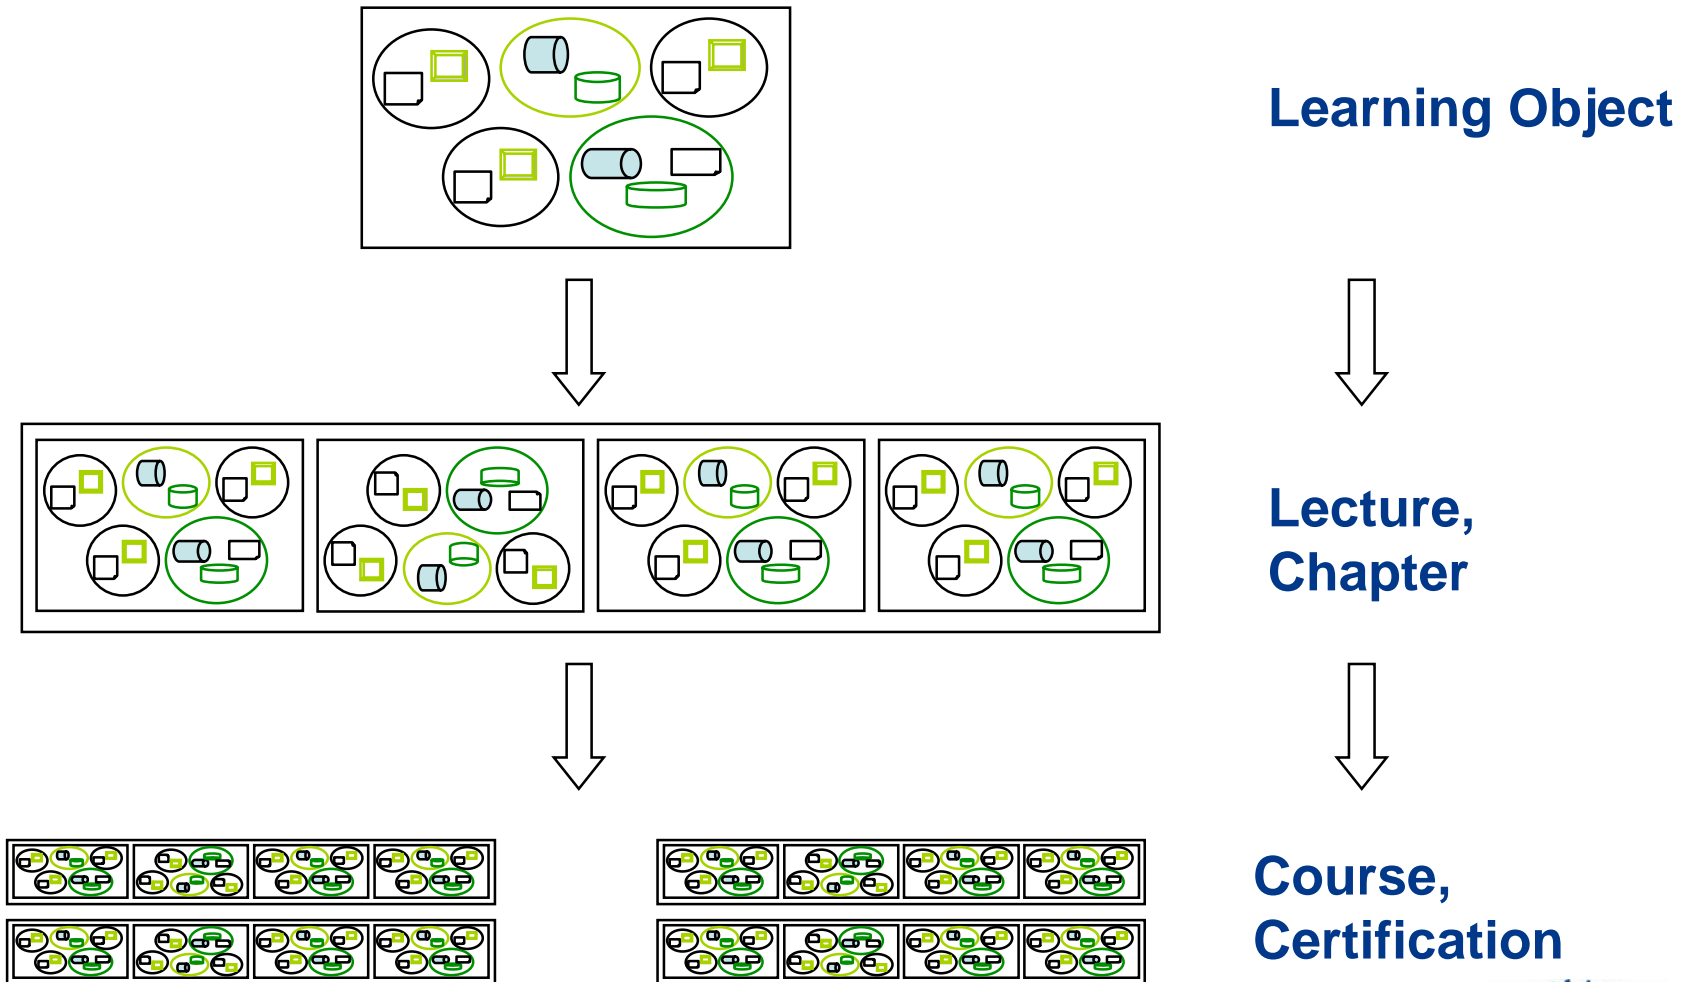 Learning Object
Lecture,
Chapter
Course,
Certification